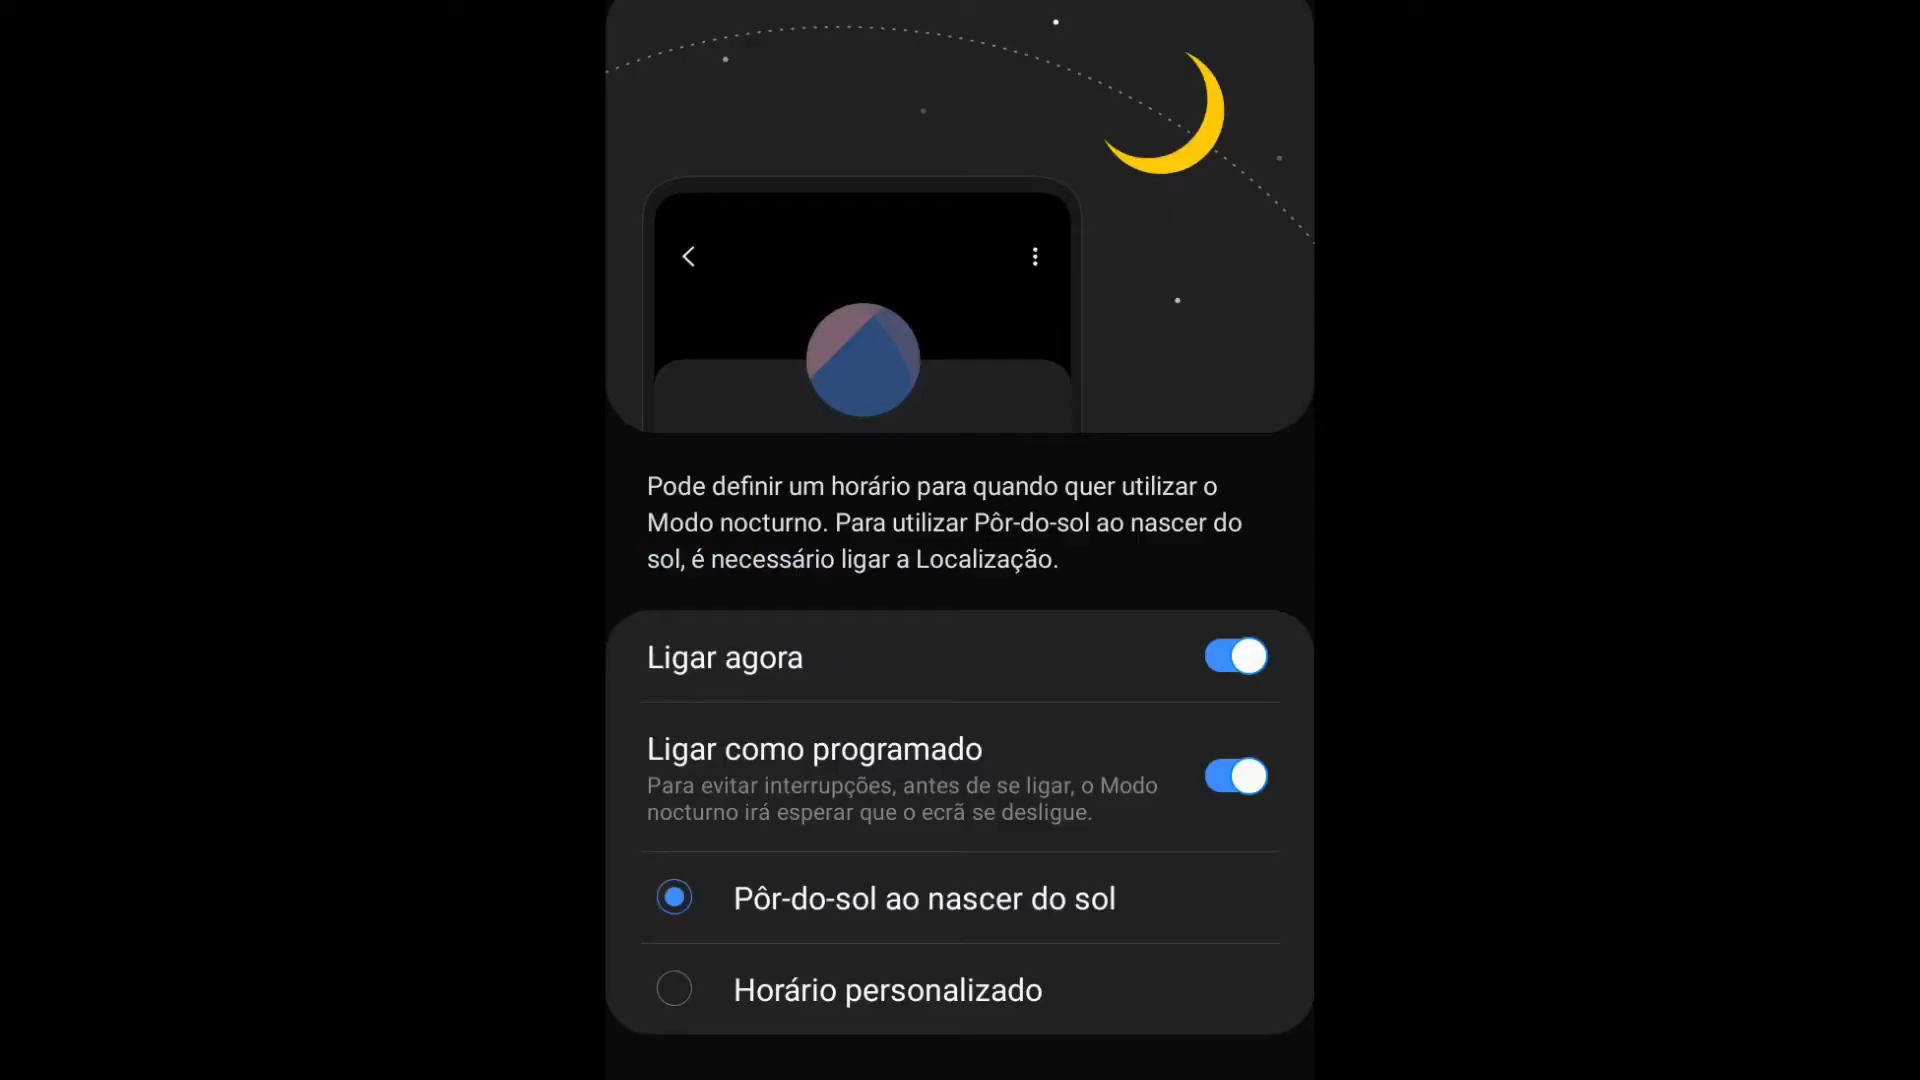 Pode definir um horário para quando quer utilizar o
Modo nocturno. Para utilizar Pôr-do-sol ao nascer do
sol, é necessário ligar a Localização.
Ligar agora
Ligar como programado
Para evitar interrupções, antes de se ligar, o Modo
nocturno irá esperar que o ecrã se desligue.
Pôr-do-sol ao nascer do sol
Horário personalizado